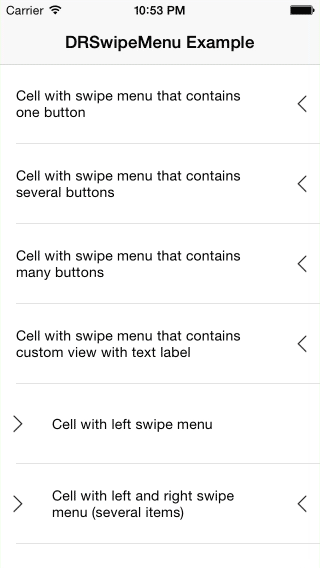 Carrier 10:53 PM
DRSwipeMenu Example
Cell with swipe menu that contains
one button
Cell with swipe menu that contains
several buttons
Cell with swipe menu that contains
many buttons
Cell with swipe menu that contains
custom view with text label
Cell with left swipe menu
Cell with left and right swipe
menu (several items)